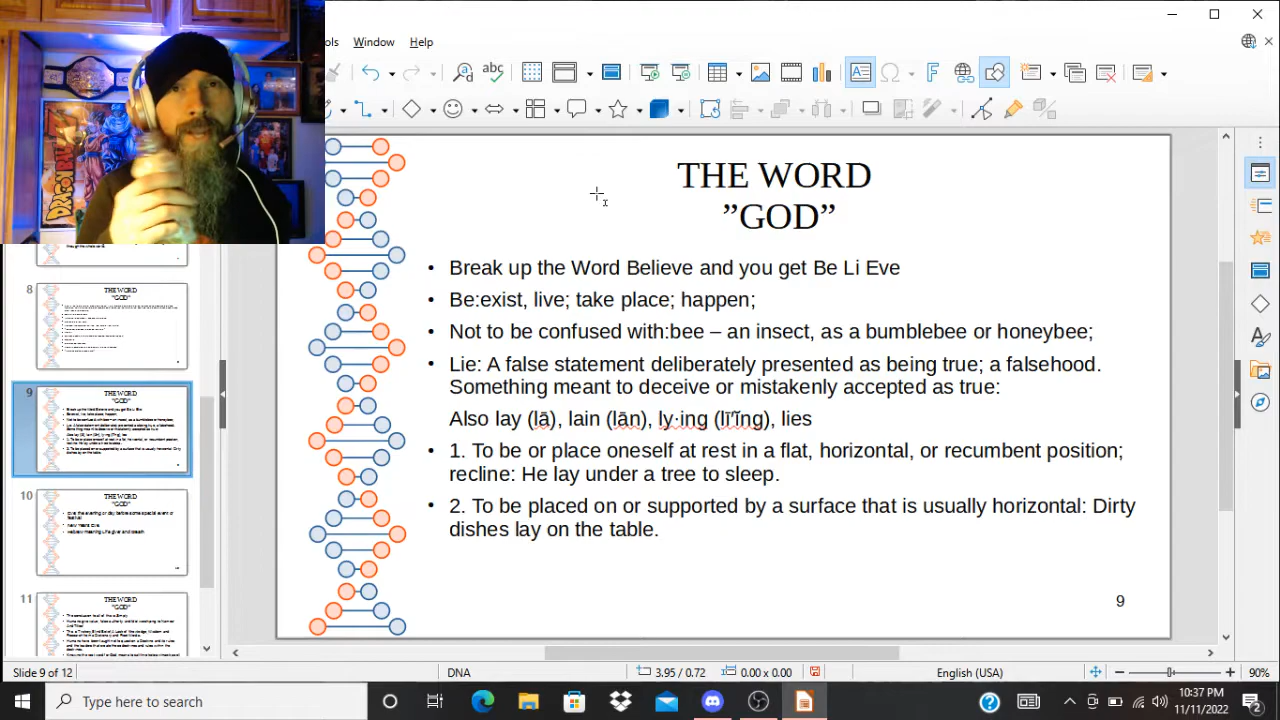 ols Window Help
THE WORD
”GOD”
• Break up the Word Believe and you get Be Li Eve
• Be:exist, live; take place; happen;
• Not to be confused with:bee – an insect, as a bumblebee or honeybee;
• Lie: A false statement deliberately presented as being true; a falsehood.
Something meant to deceive or mistakenly accepted as true:
Also lay (lā), lain (lān), ly·ing (lī′ĭng), lies
• 1. To be or place oneself at rest in a flat, horizontal, or recumbent position;
recline: He lay under a tree to sleep.
• 2. To be placed on or supported by a surface that is usually horizontal: Dirty
dishes lay on the table.
9
DRAGONBALL
8
THE WORD
"GOD"
9
THE WORD
"GOD"
10
THE WORD
"GOD"
11
THE WORD
"GOD"
Slide 9 of 12
DNA
3.95 / 0.72
0.00 x 0.00
English (USA)
90%
Type here to search
10:37 PM
11/11/2022
2